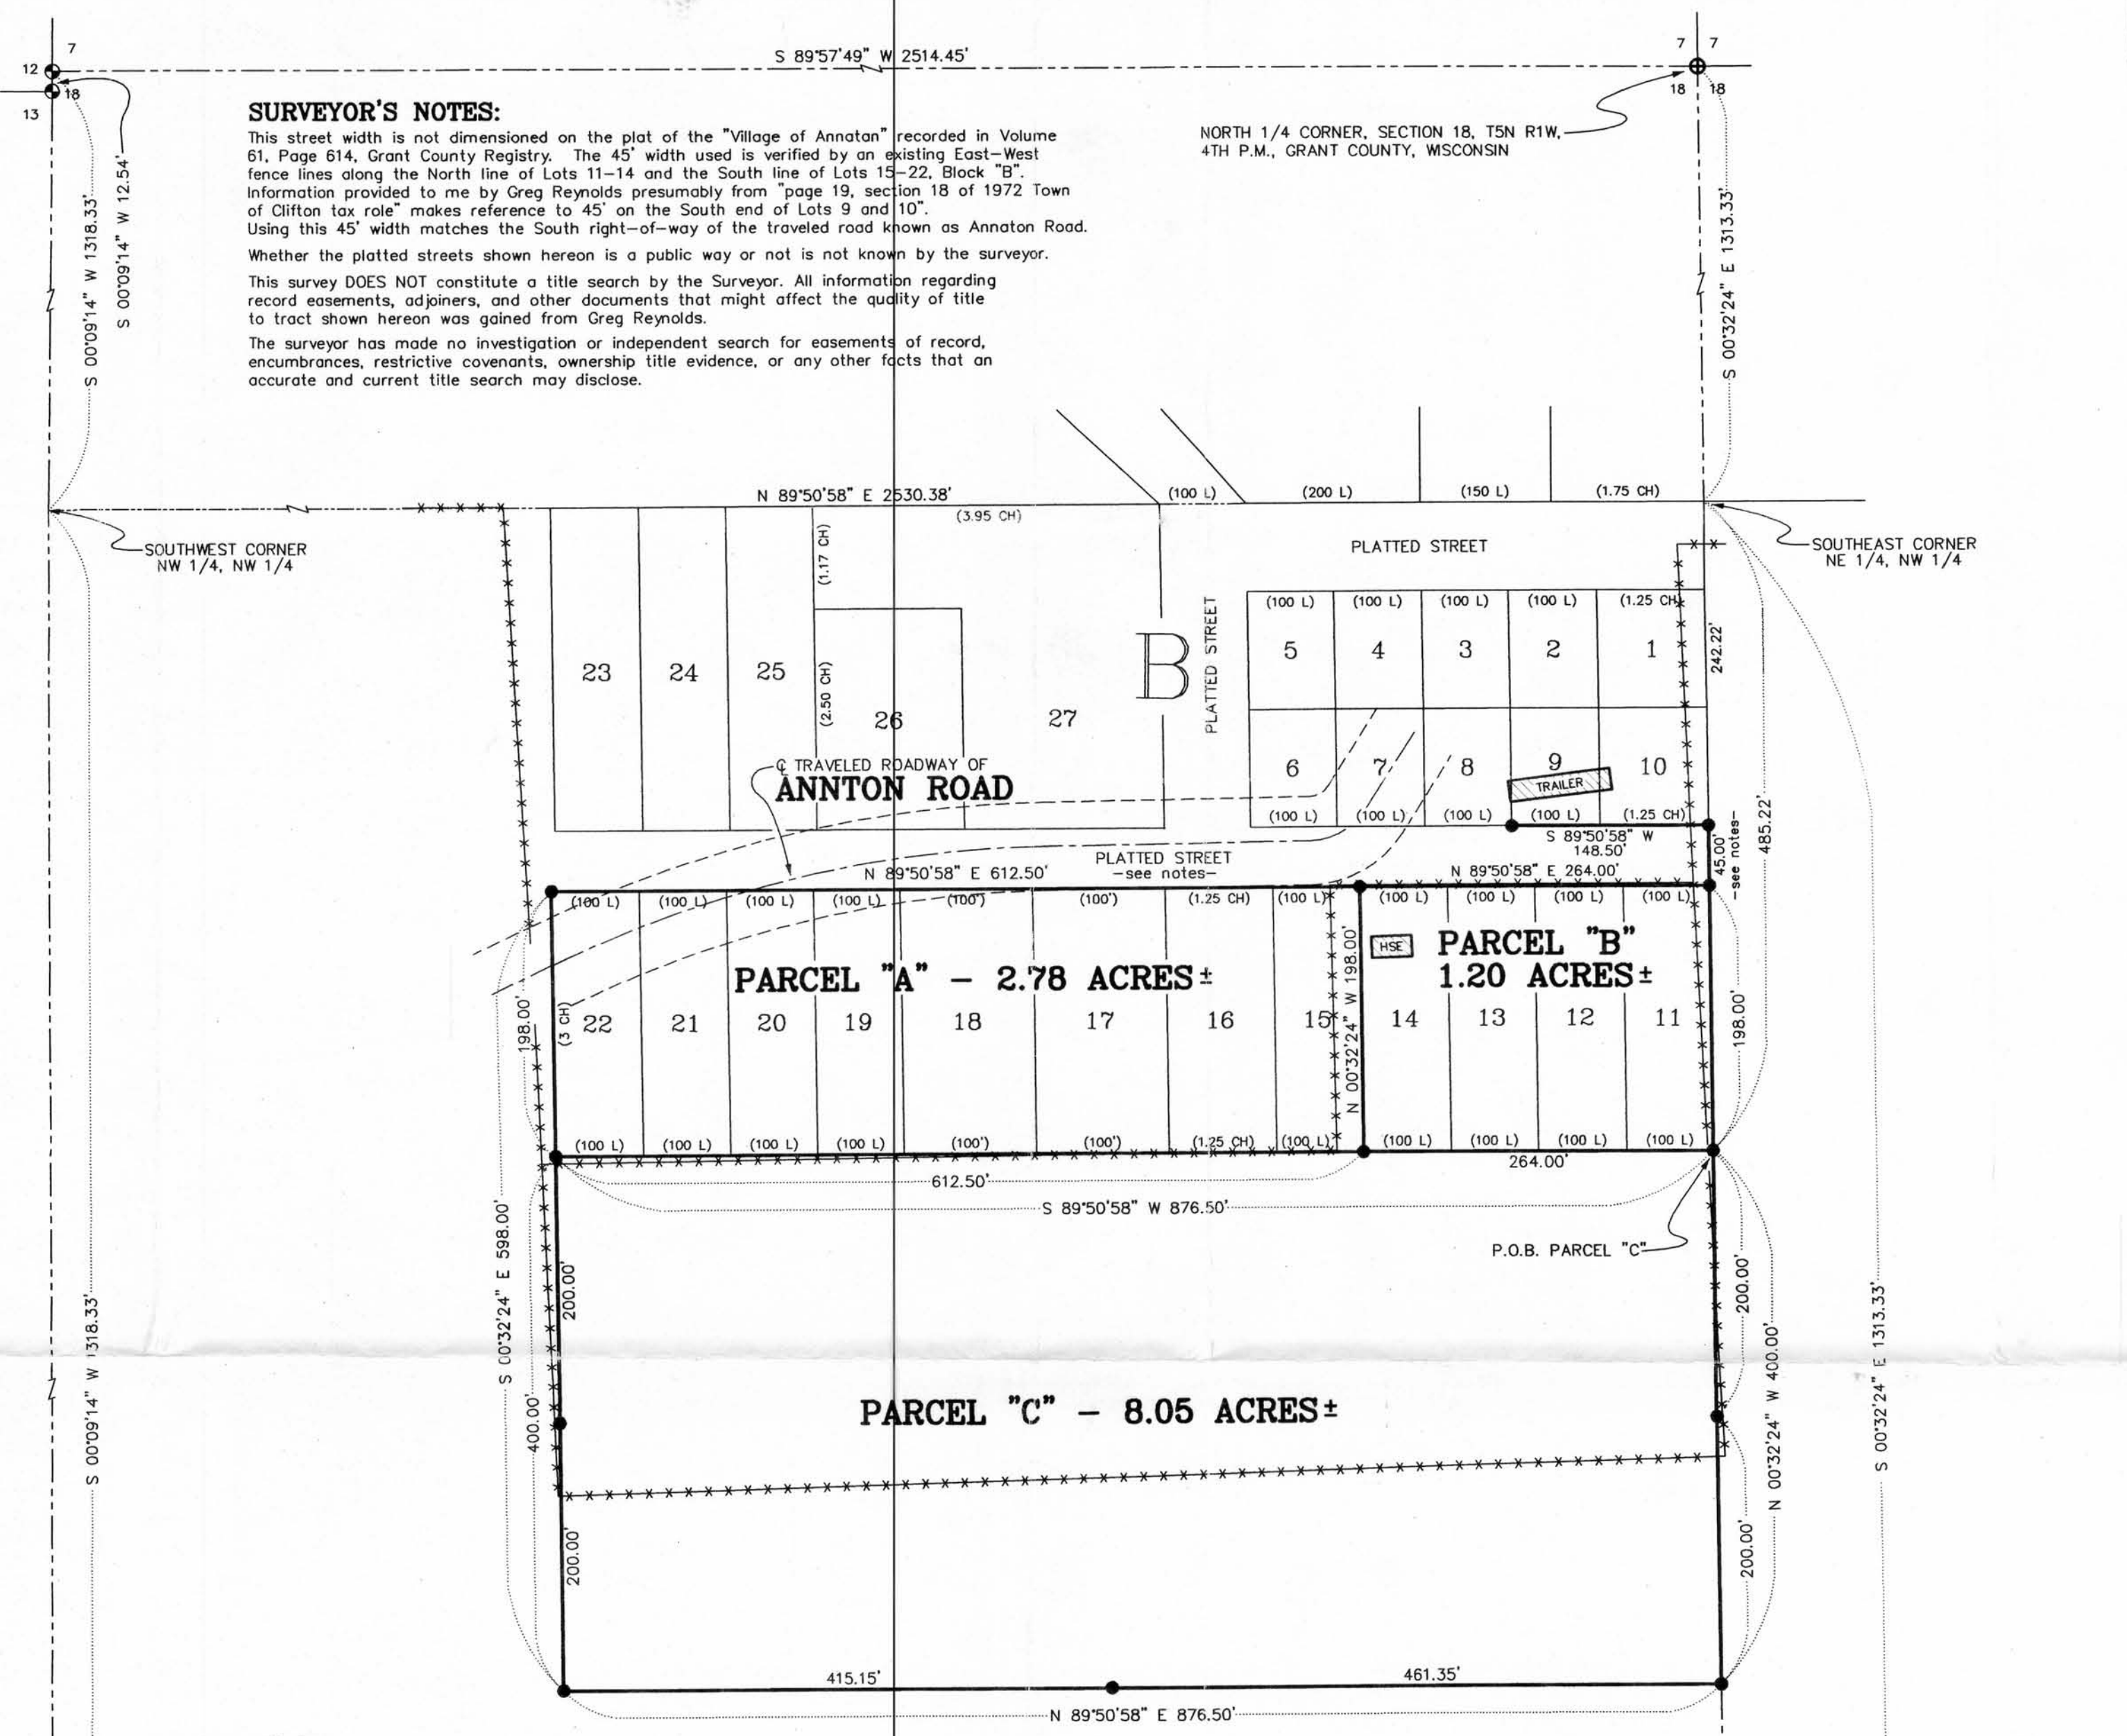 S 89°57'49" W 2514.45'
7
12
18
13
7 7
18 18
S 00°09'14" W 1318.33'
S 00°09'14" W 12.54'
SURVEYOR'S NOTES:
This street width is not dimensioned on the plat of the "Village of Annatan" recorded in Volume
61, Page 614, Grant County Registry. The 45' width used is verified by an existing East-West
fence lines along the North line of Lots 11-14 and the South line of Lots 15-22, Block "B".
Information provided to me by Greg Reynolds presumably from "page 19, section 18 of 1972 Town
of Clifton tax role" makes reference to 45' on the South end of Lots 9 and 10".
Using this 45' width matches the South right-of-way of the traveled road known as Annaton Road.
Whether the platted streets shown hereon is a public way or not is not known by the surveyor.
This survey DOES NOT constitute a title search by the Surveyor. All information regarding
record easements, adjoiners, and other documents that might affect the quality of title
to tract shown hereon was gained from Greg Reynolds.
The surveyor has made no investigation or independent search for easements of record,
encumbrances, restrictive covenants, ownership title evidence, or any other facts that an
accurate and current title search may disclose.
NORTH 1/4 CORNER, SECTION 18, T5N R1W,
4TH P.M., GRANT COUNTY, WISCONSIN
S 00°32'24" E 1313.33'
N 89°50'58" E 2530.38'
(3.95 CH)
(100 L) (200 L) (150 L) (1.75 CH)
SOUTHWEST CORNER
NW 1/4, NW 1/4
SOUTHEAST CORNER
NE 1/4, NW 1/4
PLATTED STREET
(1.17 CH)
(2.50 CH)
23 24 25 26 27
B
PLATTED STREET
(100 L) (100 L) (100 L) (100 L) (1.25 CH)
5 4 3 2 1
242.22'
6 7 8 9 10
TRAILER
(100 L) (100 L) (100 L) (100 L) (1.25 CH)
℄ TRAVELED ROADWAY OF
ANNTON ROAD
S 89°50'58" W
148.50'
45.00'
-see notes-
485.22'
PLATTED STREET
-see notes-
N 89°50'58" E 612.50'
N 89°50'58" E 264.00'
(100 L) (100 L) (100 L) (100 L) (100') (100') (1.25 CH) (100 L) (100 L) (100 L) (100 L) (100 L)
HSE
PARCEL "B"
1.20 ACRES±
PARCEL "A" - 2.78 ACRES±
198.00'
(3 CH)
22 21 20 19 18 17 16 15 14 13 12 11
N 00°32'24" W 198.00'
198.00'
(100 L) (100 L) (100 L) (100 L) (100') (100') (1.25 CH) (100 L) (100 L) (100 L) (100 L) (100 L)
612.50'
264.00'
S 89°50'58" W 876.50'
P.O.B. PARCEL "C"
S 00°32'24" E 598.00'
200.00'
200.00'
S 00°09'14" W 1318.33'
400.00'
N 00°32'24" W 400.00'
S 00°32'24" E 1313.33'
PARCEL "C" - 8.05 ACRES±
200.00'
200.00'
415.15'
461.35'
N 89°50'58" E 876.50'